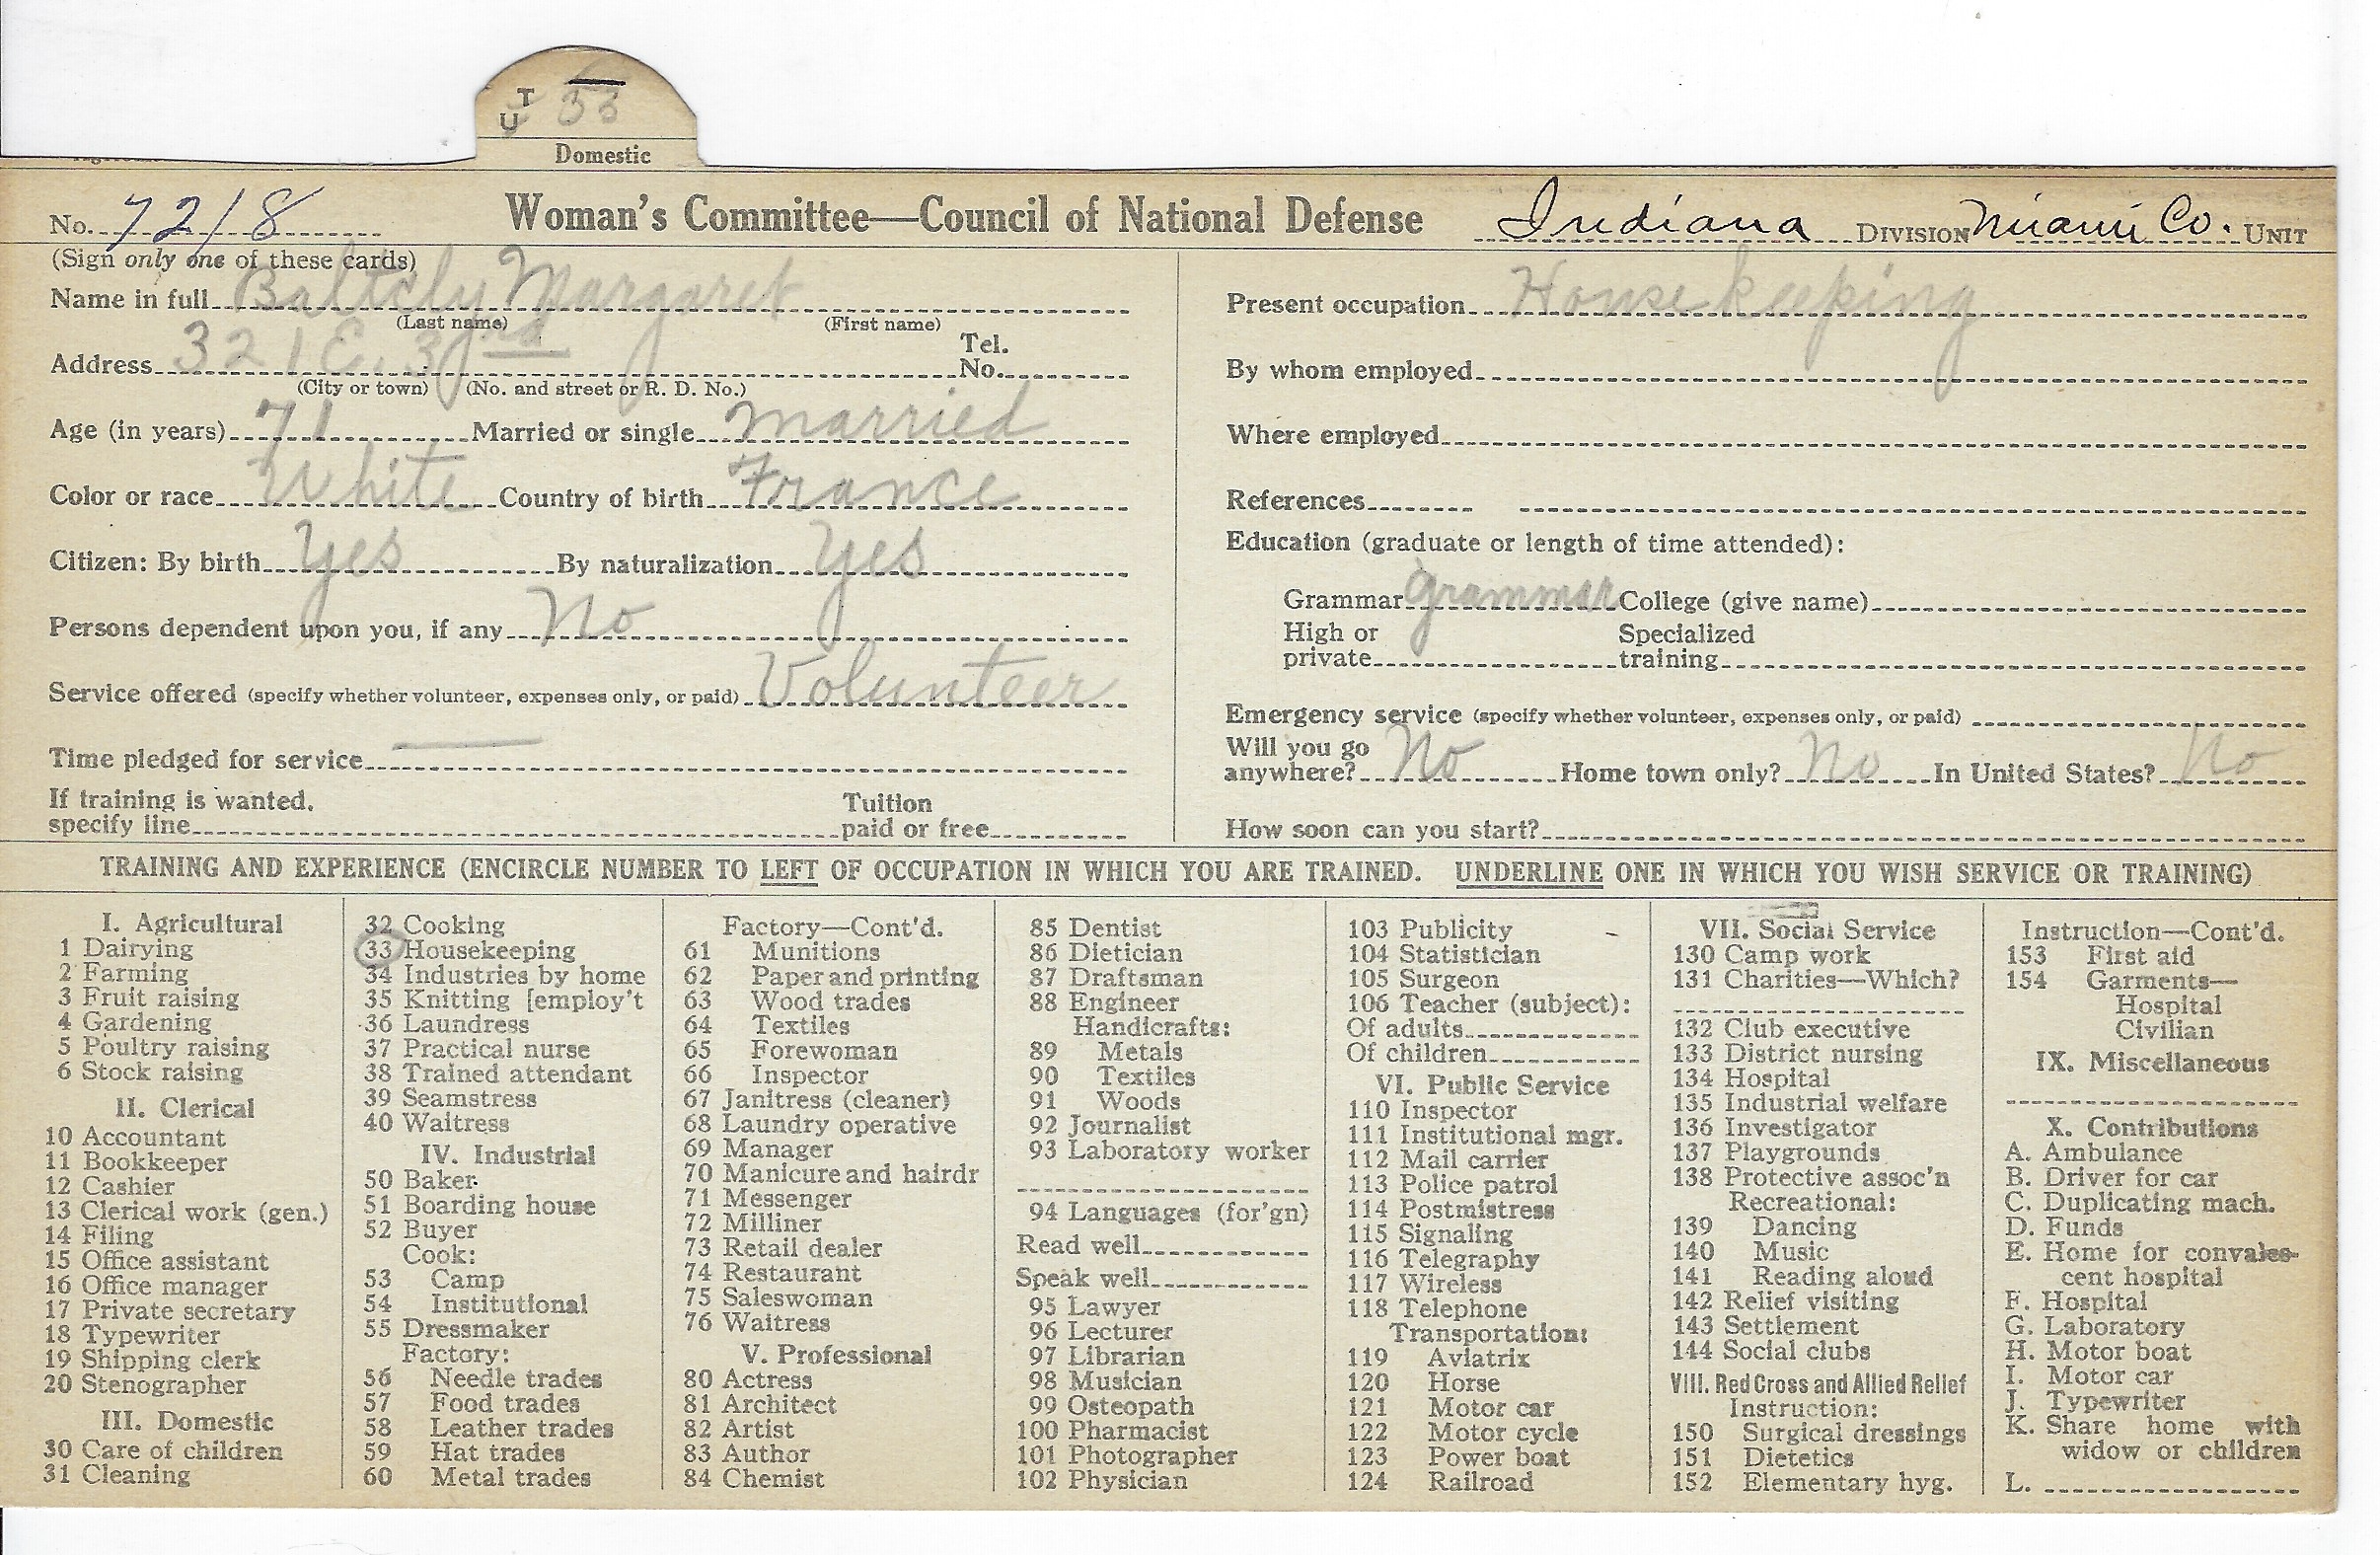 T
U 33
Domestic
No. 7218 Woman's Committee—Council of National Defense Indiana DIVISION Miami Co. UNIT
(Sign only one of these cards)
Name in full Margaret
(Last name) (First name)
Address 321 E. 3rd Tel. No.
(City or town) (No. and street or R. D. No.)
Age (in years) 71 Married or single married
Color or race White Country of birth France
Citizen: By birth Yes By naturalization Yes
Persons dependent upon you, if any No
Service offered (specify whether volunteer, expenses only, or paid) Volunteer
Time pledged for service —
If training is wanted, specify line Tuition paid or free
Present occupation Housekeeping
By whom employed
Where employed
References
Education (graduate or length of time attended):
Grammar grammar College (give name)
High or private Specialized training
Emergency service (specify whether volunteer, expenses only, or paid)
Will you go anywhere? No Home town only? No In United States? No
How soon can you start?
TRAINING AND EXPERIENCE (ENCIRCLE NUMBER TO LEFT OF OCCUPATION IN WHICH YOU ARE TRAINED. UNDERLINE ONE IN WHICH YOU WISH SERVICE OR TRAINING)
I. Agricultural
1 Dairying
2 Farming
3 Fruit raising
4 Gardening
5 Poultry raising
6 Stock raising
II. Clerical
10 Accountant
11 Bookkeeper
12 Cashier
13 Clerical work (gen.)
14 Filing
15 Office assistant
16 Office manager
17 Private secretary
18 Typewriter
19 Shipping clerk
20 Stenographer
III. Domestic
30 Care of children
31 Cleaning
32 Cooking
33 Housekeeping
34 Industries by home
35 Knitting [employ't
36 Laundress
37 Practical nurse
38 Trained attendant
39 Seamstress
40 Waitress
IV. Industrial
50 Baker
51 Boarding house
52 Buyer
Cook:
53 Camp
54 Institutional
55 Dressmaker
Factory:
56 Needle trades
57 Food trades
58 Leather trades
59 Hat trades
60 Metal trades
Factory—Cont'd.
61 Munitions
62 Paper and printing
63 Wood trades
64 Textiles
65 Forewoman
66 Inspector
67 Janitress (cleaner)
68 Laundry operative
69 Manager
70 Manicure and hairdr
71 Messenger
72 Milliner
73 Retail dealer
74 Restaurant
75 Saleswoman
76 Waitress
V. Professional
80 Actress
81 Architect
82 Artist
83 Author
84 Chemist
85 Dentist
86 Dietician
87 Draftsman
88 Engineer
Handicrafts:
89 Metals
90 Textiles
91 Woods
92 Journalist
93 Laboratory worker
94 Languages (for'gn)
Read well
Speak well
95 Lawyer
96 Lecturer
97 Librarian
98 Musician
99 Osteopath
100 Pharmacist
101 Photographer
102 Physician
103 Publicity
104 Statistician
105 Surgeon
106 Teacher (subject):
Of adults
Of children
VI. Public Service
110 Inspector
111 Institutional mgr.
112 Mail carrier
113 Police patrol
114 Postmistress
115 Signaling
116 Telegraphy
117 Wireless
118 Telephone
Transportation:
119 Aviatrix
120 Horse
121 Motor car
122 Motor cycle
123 Power boat
124 Railroad
VII. Social Service
130 Camp work
131 Charities—Which?
132 Club executive
133 District nursing
134 Hospital
135 Industrial welfare
136 Investigator
137 Playgrounds
138 Protective assoc'n
Recreational:
139 Dancing
140 Music
141 Reading aloud
142 Relief visiting
143 Settlement
144 Social clubs
VIII. Red Cross and Allied Relief
Instruction:
150 Surgical dressings
151 Dietetics
152 Elementary hyg.
Instruction—Cont'd.
153 First aid
154 Garments—
Hospital
Civilian
IX. Miscellaneous
X. Contributions
A. Ambulance
B. Driver for car
C. Duplicating mach.
D. Funds
E. Home for convales-
cent hospital
F. Hospital
G. Laboratory
H. Motor boat
I. Motor car
J. Typewriter
K. Share home with
widow or children
L.